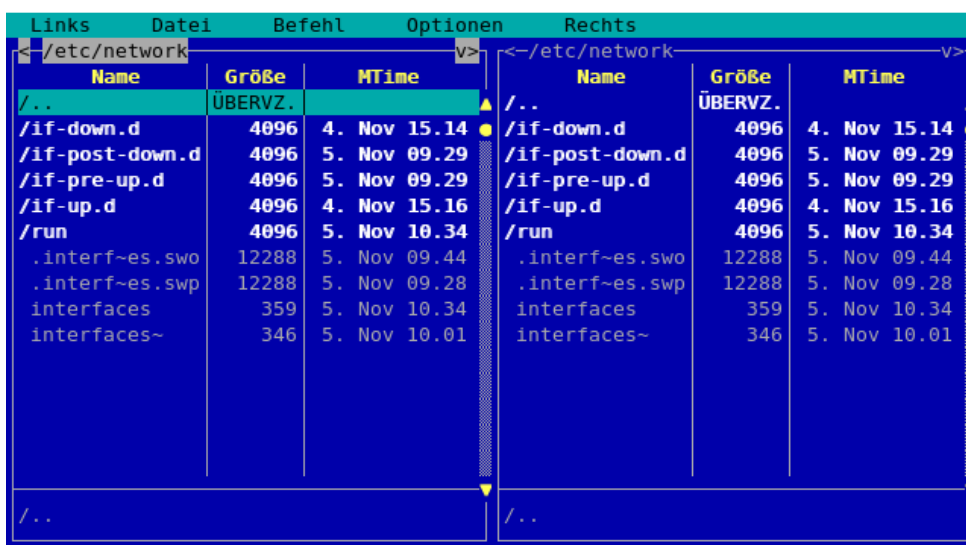 Links Datei Befehl Optionen Rechts
<-/etc/network v> <-/etc/network v>
Name Größe MTime Name Größe MTime
/.. ÜBERVZ. /.. ÜBERVZ.
/if-down.d 4096 4. Nov 15.14 /if-down.d 4096 4. Nov 15.14
/if-post-down.d 4096 5. Nov 09.29 /if-post-down.d 4096 5. Nov 09.29
/if-pre-up.d 4096 5. Nov 09.29 /if-pre-up.d 4096 5. Nov 09.29
/if-up.d 4096 4. Nov 15.16 /if-up.d 4096 4. Nov 15.16
/run 4096 5. Nov 10.34 /run 4096 5. Nov 10.34
.interf~es.swo 12288 5. Nov 09.44 .interf~es.swo 12288 5. Nov 09.44
.interf~es.swp 12288 5. Nov 09.28 .interf~es.swp 12288 5. Nov 09.28
interfaces 359 5. Nov 10.34 interfaces 359 5. Nov 10.34
interfaces~ 346 5. Nov 10.01 interfaces~ 346 5. Nov 10.01
/.. /..